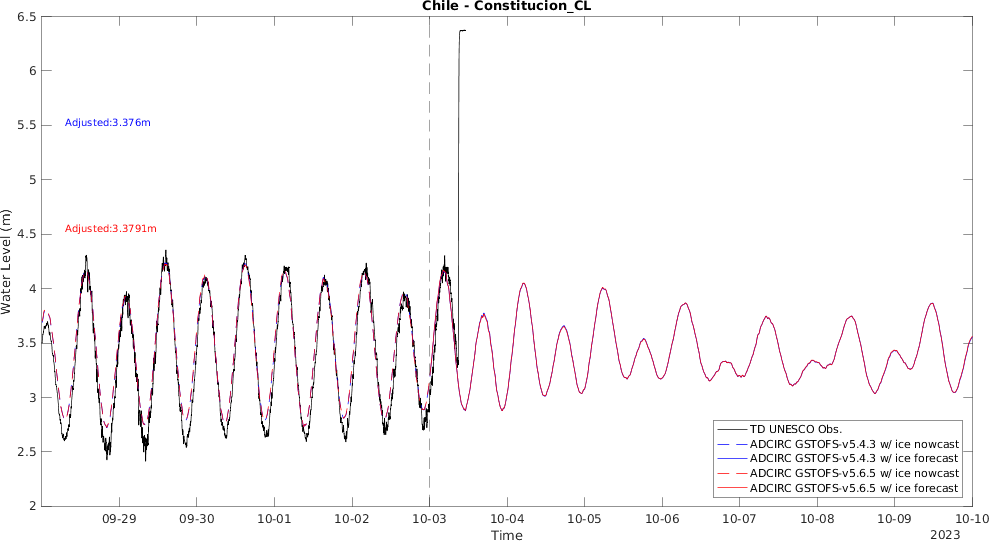 Chile - Constitucion_CL
6.5
6
5.5
5
4.5
4
3.5
3
2.5
2
Water Level (m)
Adjusted:3.376m
Adjusted:3.3791m
TD UNESCO Obs.
ADCIRC GSTOFS-v5.4.3 w/ ice nowcast
ADCIRC GSTOFS-v5.4.3 w/ ice forecast
ADCIRC GSTOFS-v5.6.5 w/ ice nowcast
ADCIRC GSTOFS-v5.6.5 w/ ice forecast
09-29 09-30 10-01 10-02 10-03 10-04 10-05 10-06 10-07 10-08 10-09 10-10
Time
2023